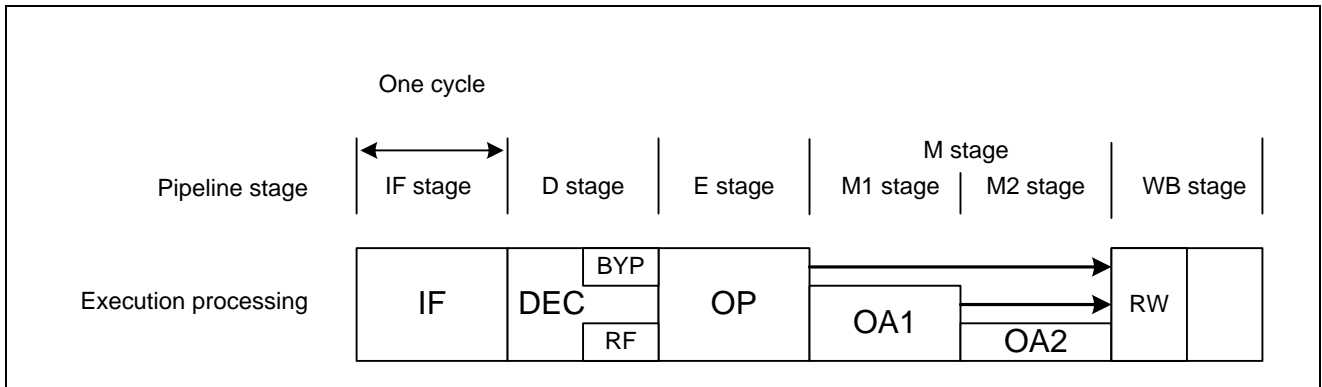 One cycle
M stage
Pipeline stage IF stage D stage E stage M1 stage M2 stage WB stage
BYP
Execution processing IF DEC OP OA1 RW
RF OA2